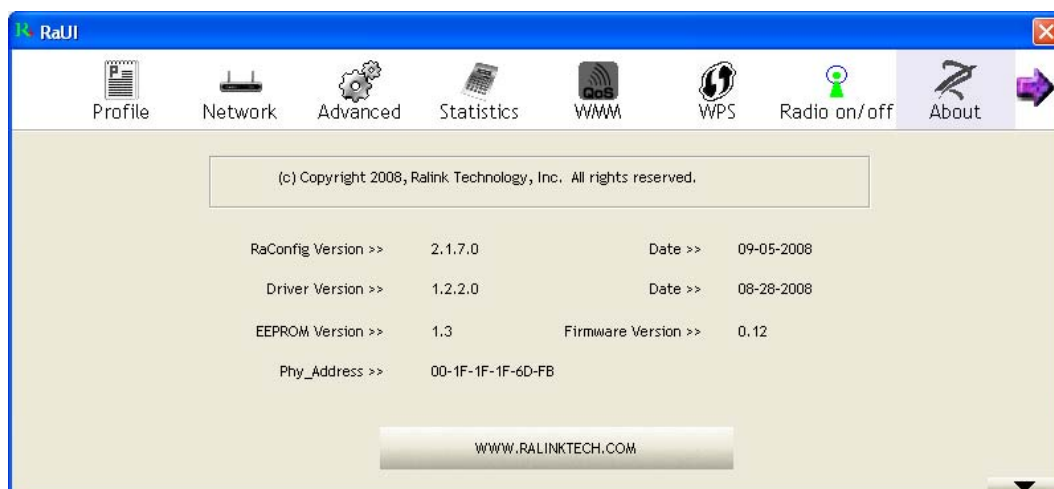 RaUI
Profile Network Advanced Statistics QoS WMM WPS Radio on/off About
(c) Copyright 2008, Ralink Technology, Inc. All rights reserved.
RaConfig Version >> 2.1.7.0 Date >> 09-05-2008
Driver Version >> 1.2.2.0 Date >> 08-28-2008
EEPROM Version >> 1.3 Firmware Version >> 0.12
Phy_Address >> 00-1F-1F-1F-6D-FB
WWW.RALINKTECH.COM